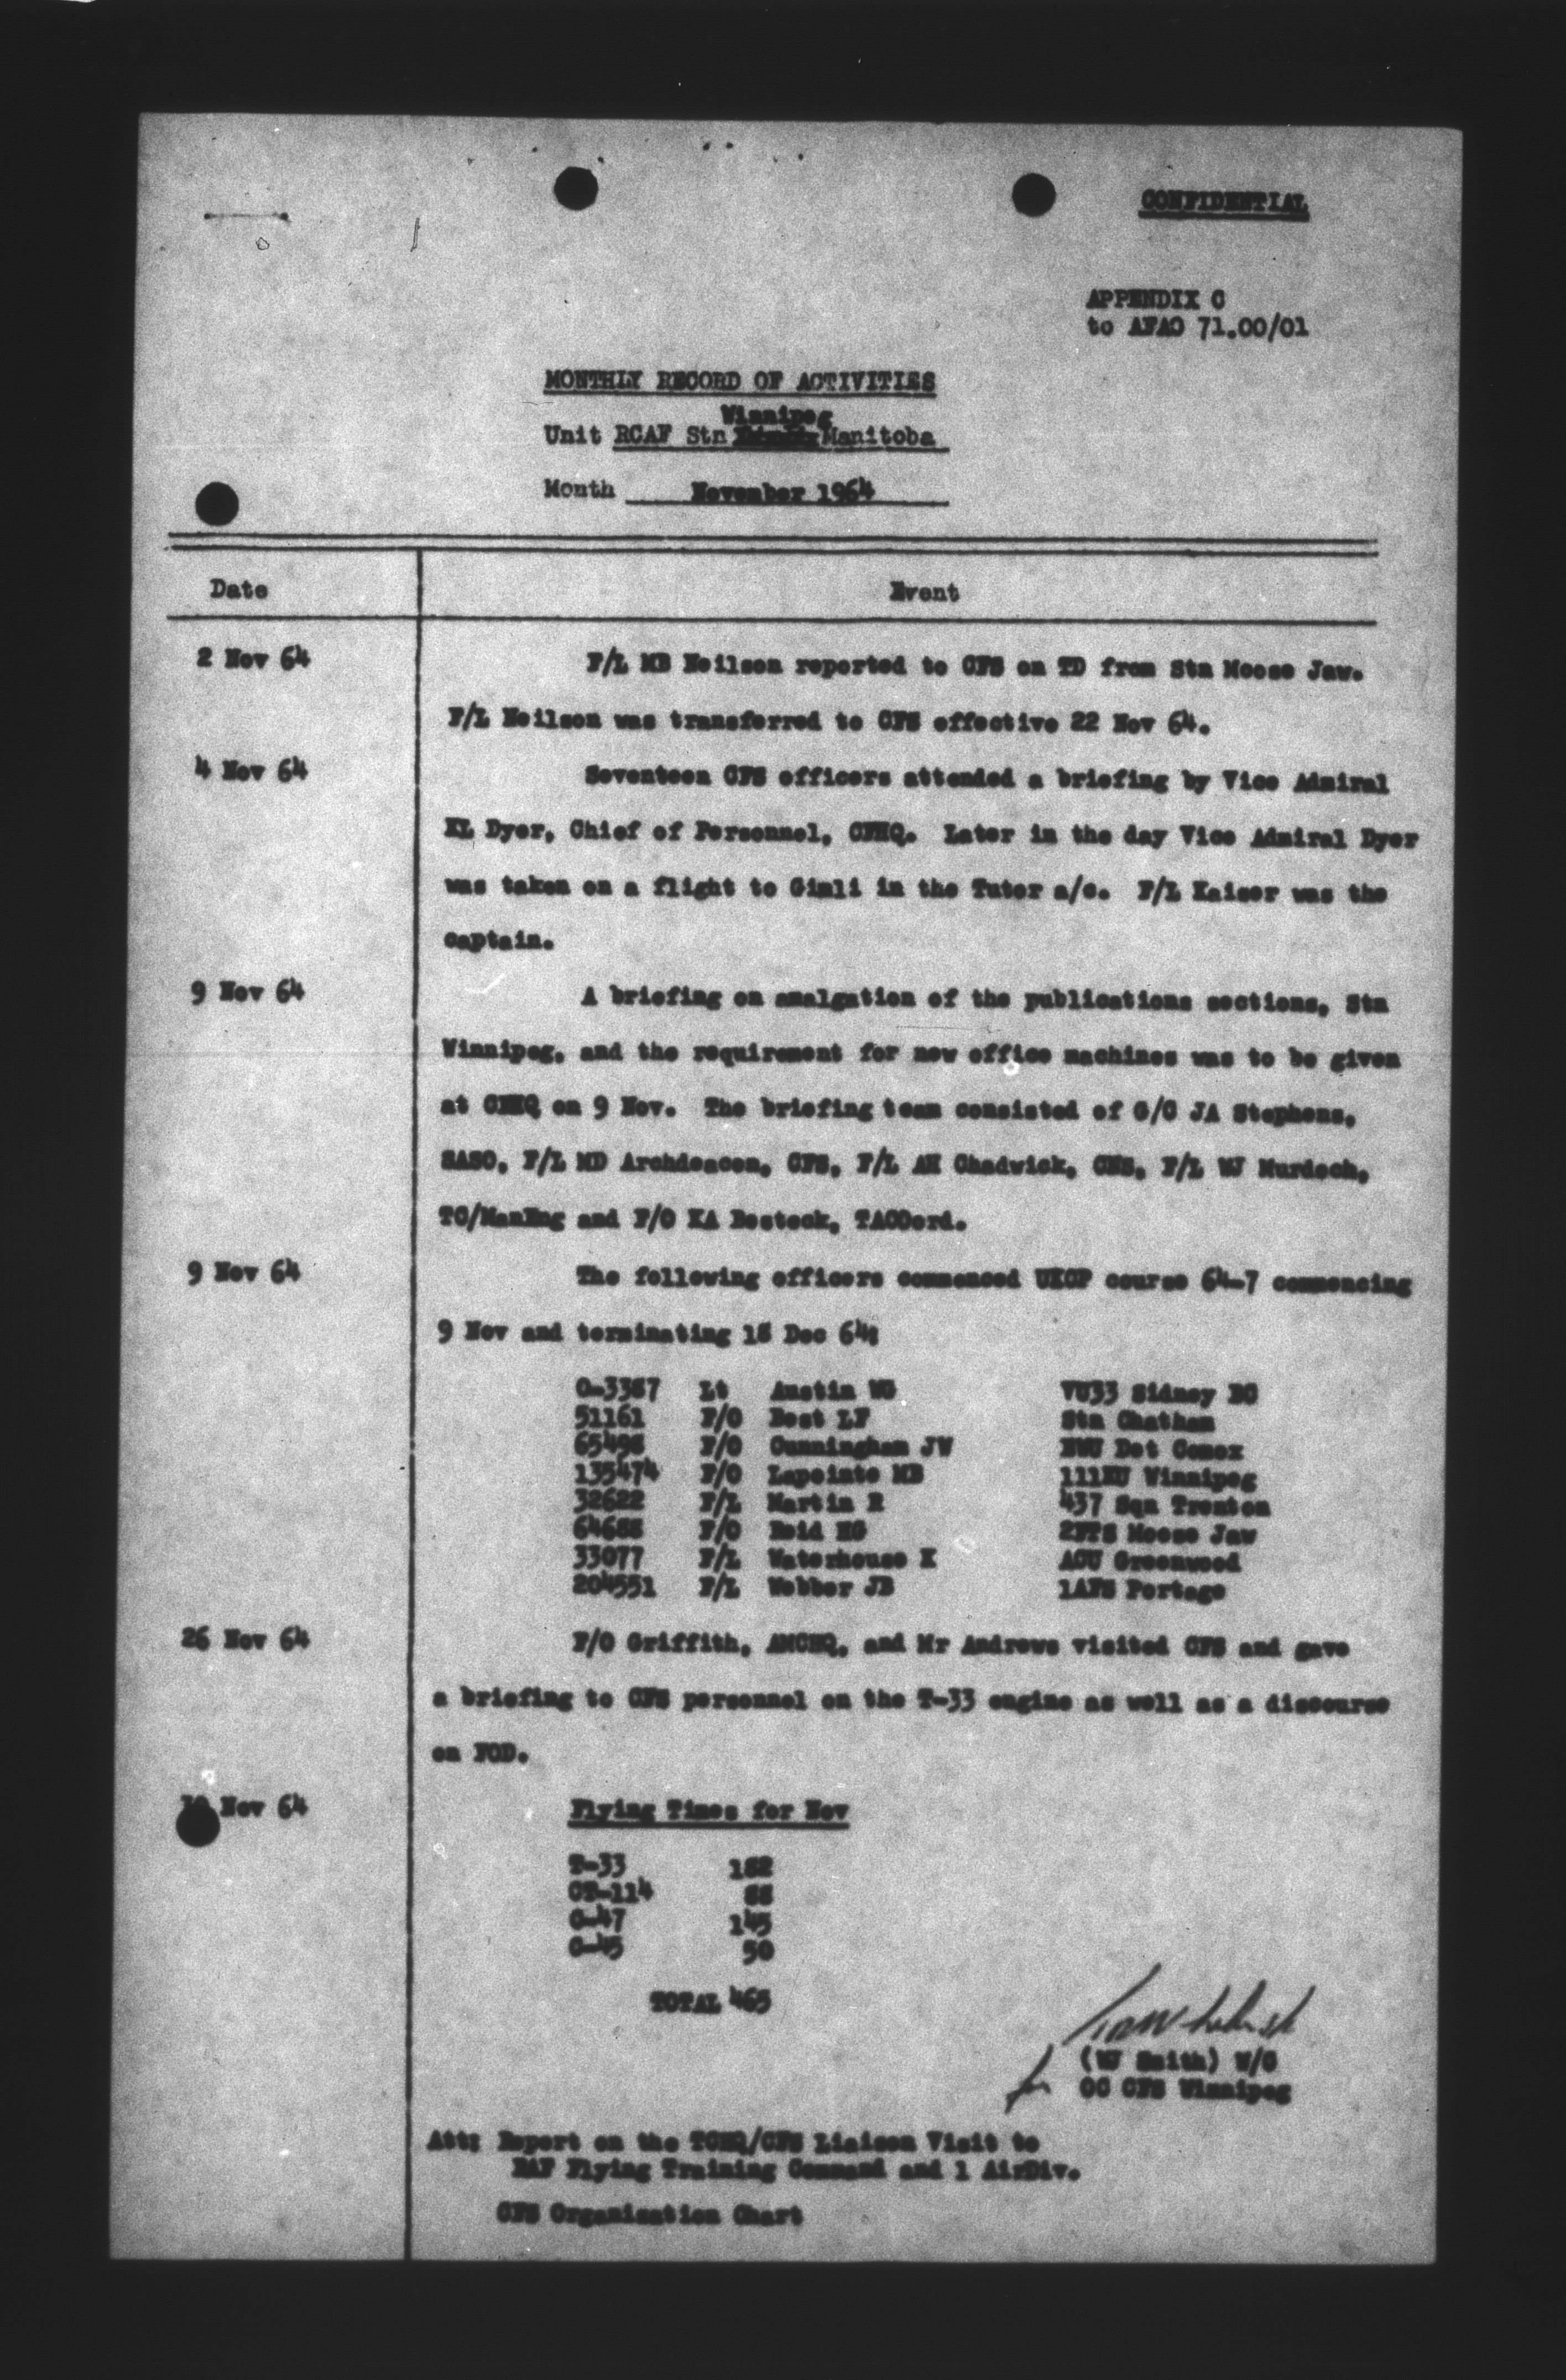 CONFIDENTIAL
APPENDIX C
to AFAO 71.00/01
MONTHLY RECORD OF ACTIVITIES
Winnipeg
Unit RCAF Stn Manitoba
Month November 1964
Date Event
2 Nov 64 F/L MB Neilson reported to CFS on TD from Stn Moose Jaw.
F/L Neilson was transferred to CFS effective 22 Nov 64.
4 Nov 64 Seventeen CFS officers attended a briefing by Vice Admiral
KL Dyer, Chief of Personnel, CFHQ. Later in the day Vice Admiral Dyer
was taken on a flight to Gimli in the Tutor a/c. F/L Kaiser was the
captain.
9 Nov 64 A briefing on amalgation of the publications sections, Stn
Winnipeg, and the requirement for new office machines was to be given
at CFHQ on 9 Nov. The briefing team consisted of G/C JA Stephens,
SASO, F/L MD Archdeacon, CFS, F/L AH Chadwick, CNS, F/L WJ Murdoch,
TC/ManEng and F/O KA Bostock, TACOord.
9 Nov 64 The following officers commenced UICP course 64-7 commencing
9 Nov and terminating 18 Dec 64:
O-3387 Lt Austin WG VU33 Sidney BC
51161 F/O Best LF Stn Chatham
65498 F/O Cunningham JW Det Comox
135474 F/O Lapointe MB 111KU Winnipeg
32622 F/L Martin R 437 Sqn Trenton
64688 F/O Reid HG 2FTS Moose Jaw
33077 F/L Waterhouse K ACU Greenwood
204551 F/L Webber JB 1AFS Portage
26 Nov 64 F/O Griffith, AMCHQ, and Mr Andrews visited CFS and gave
a briefing to CFS personnel on the T-33 engine as well as a discourse
on FOD.
30 Nov 64 Flying Times for Nov
T-33 182
CT-114 88
C-47 145
C-45 50
TOTAL 465
for
(WJ Smith) W/C
OC CFS Winnipeg
Att: Report on the TCHQ/CFS Liaison Visit to
RAF Flying Training Command and 1 AirDiv.
CFS Organization Chart